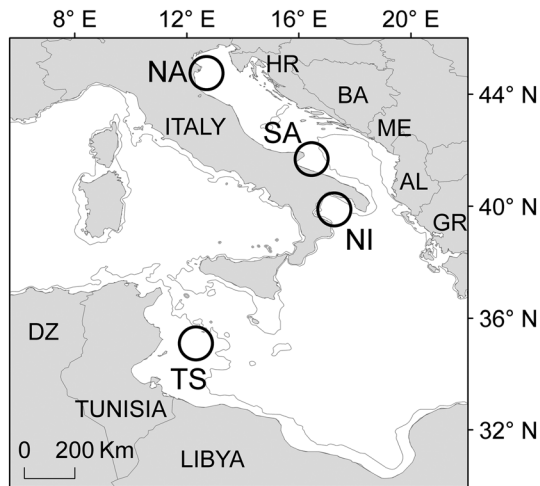 8° E 12° E 16° E 20° E
NA
HR
44° N
BA
ITALY
SA
ME
AL
40° N
GR
NI
36° N
DZ
TS
TUNISIA
32° N
0 200 Km
LIBYA